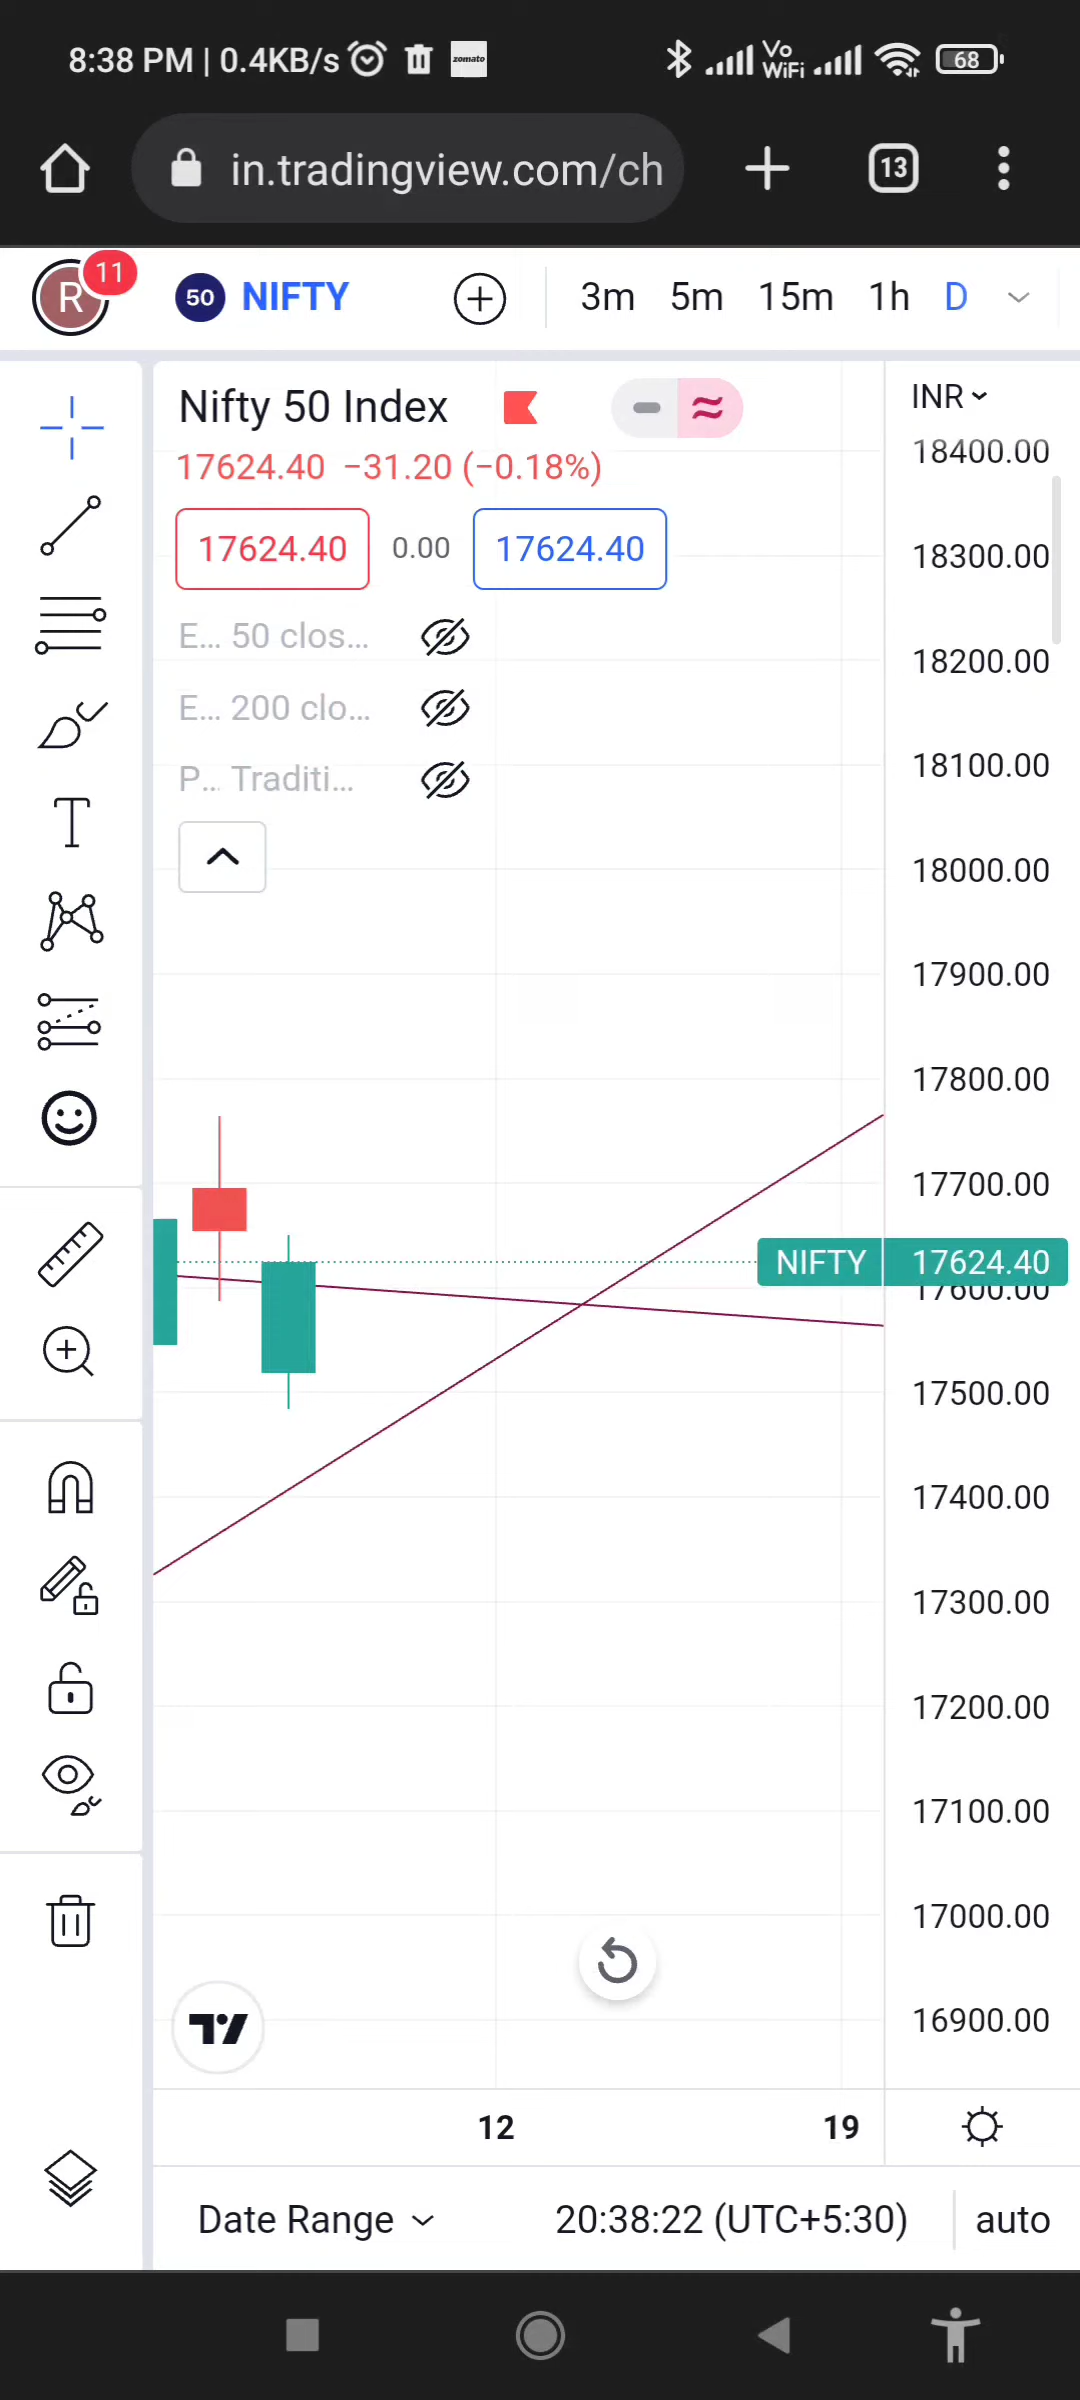 8:38 PM | 0.4KB/s zomato Vo WiFi 68
in.tradingview.com/ch 13
R 11 50 NIFTY 3m 5m 15m 1h D
Nifty 50 Index INR
17624.40 −31.20 (−0.18%)
17624.40 0.00 17624.40
E... 50 clos...
E... 200 clo...
P... Traditi...
18400.00
18300.00
18200.00
18100.00
18000.00
17900.00
17800.00
17700.00
NIFTY 17624.40
17600.00
17500.00
17400.00
17300.00
17200.00
17100.00
17000.00
16900.00
12 19
Date Range 20:38:22 (UTC+5:30) auto